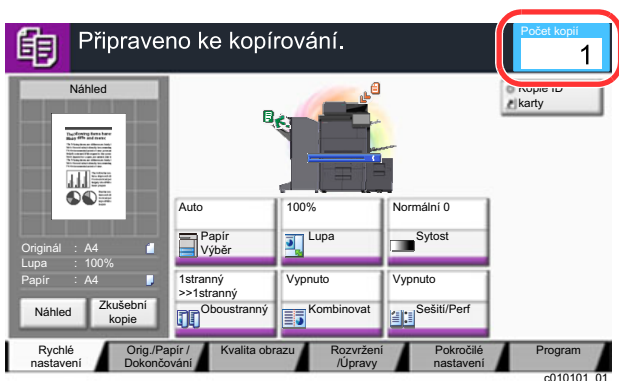 Připraveno ke kopírování.
Počet kopií
1
Náhled
Kopie ID
karty
Originál : A4
Lupa : 100%
Papír : A4
Náhled
Zkušební
kopie
Auto
Papír
Výběr
100%
Lupa
Normální 0
Sytost
1stranný
>>1stranný
Oboustranný
Vypnuto
Kombinovat
Vypnuto
Sešití/Perf
Rychlé
nastavení
Orig./Papír /
Dokončování
Kvalita obrazu
Rozvržení
/Úpravy
Pokročilé
nastavení
Program
c010101_01